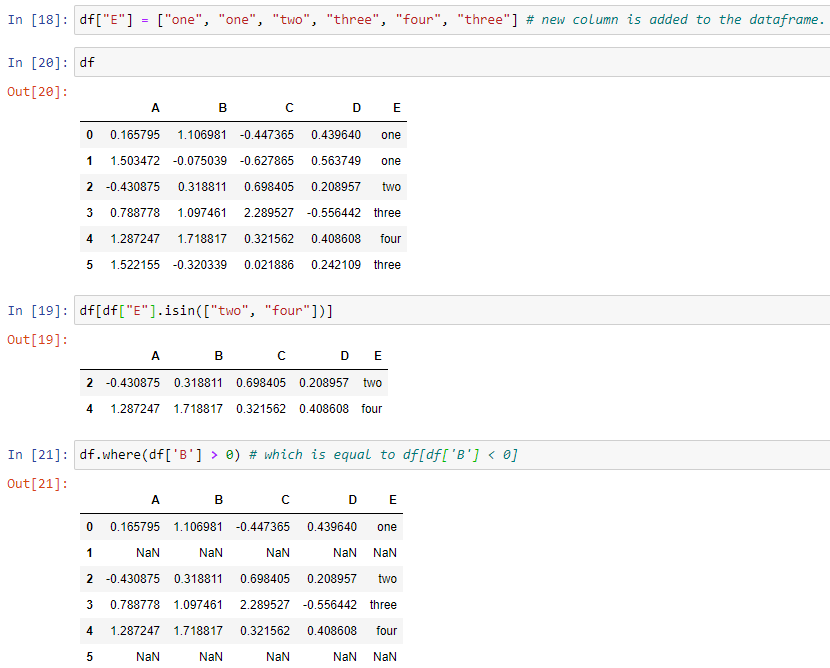 In [18]: df["E"] = ["one", "one", "two", "three", "four", "three"] # new column is added to the dataframe.
In [20]: df
Out[20]:
A B C D E
0 0.165795 1.106981 -0.447365 0.439640 one
1 1.503472 -0.075039 -0.627865 0.563749 one
2 -0.430875 0.318811 0.698405 0.208957 two
3 0.788778 1.097461 2.289527 -0.556442 three
4 1.287247 1.718817 0.321562 0.408608 four
5 1.522155 -0.320339 0.021886 0.242109 three
In [19]: df[df["E"].isin(["two", "four"])]
Out[19]:
A B C D E
2 -0.430875 0.318811 0.698405 0.208957 two
4 1.287247 1.718817 0.321562 0.408608 four
In [21]: df.where(df['B'] > 0) # which is equal to df[df['B'] < 0]
Out[21]:
A B C D E
0 0.165795 1.106981 -0.447365 0.439640 one
1 NaN NaN NaN NaN NaN
2 -0.430875 0.318811 0.698405 0.208957 two
3 0.788778 1.097461 2.289527 -0.556442 three
4 1.287247 1.718817 0.321562 0.408608 four
5 NaN NaN NaN NaN NaN